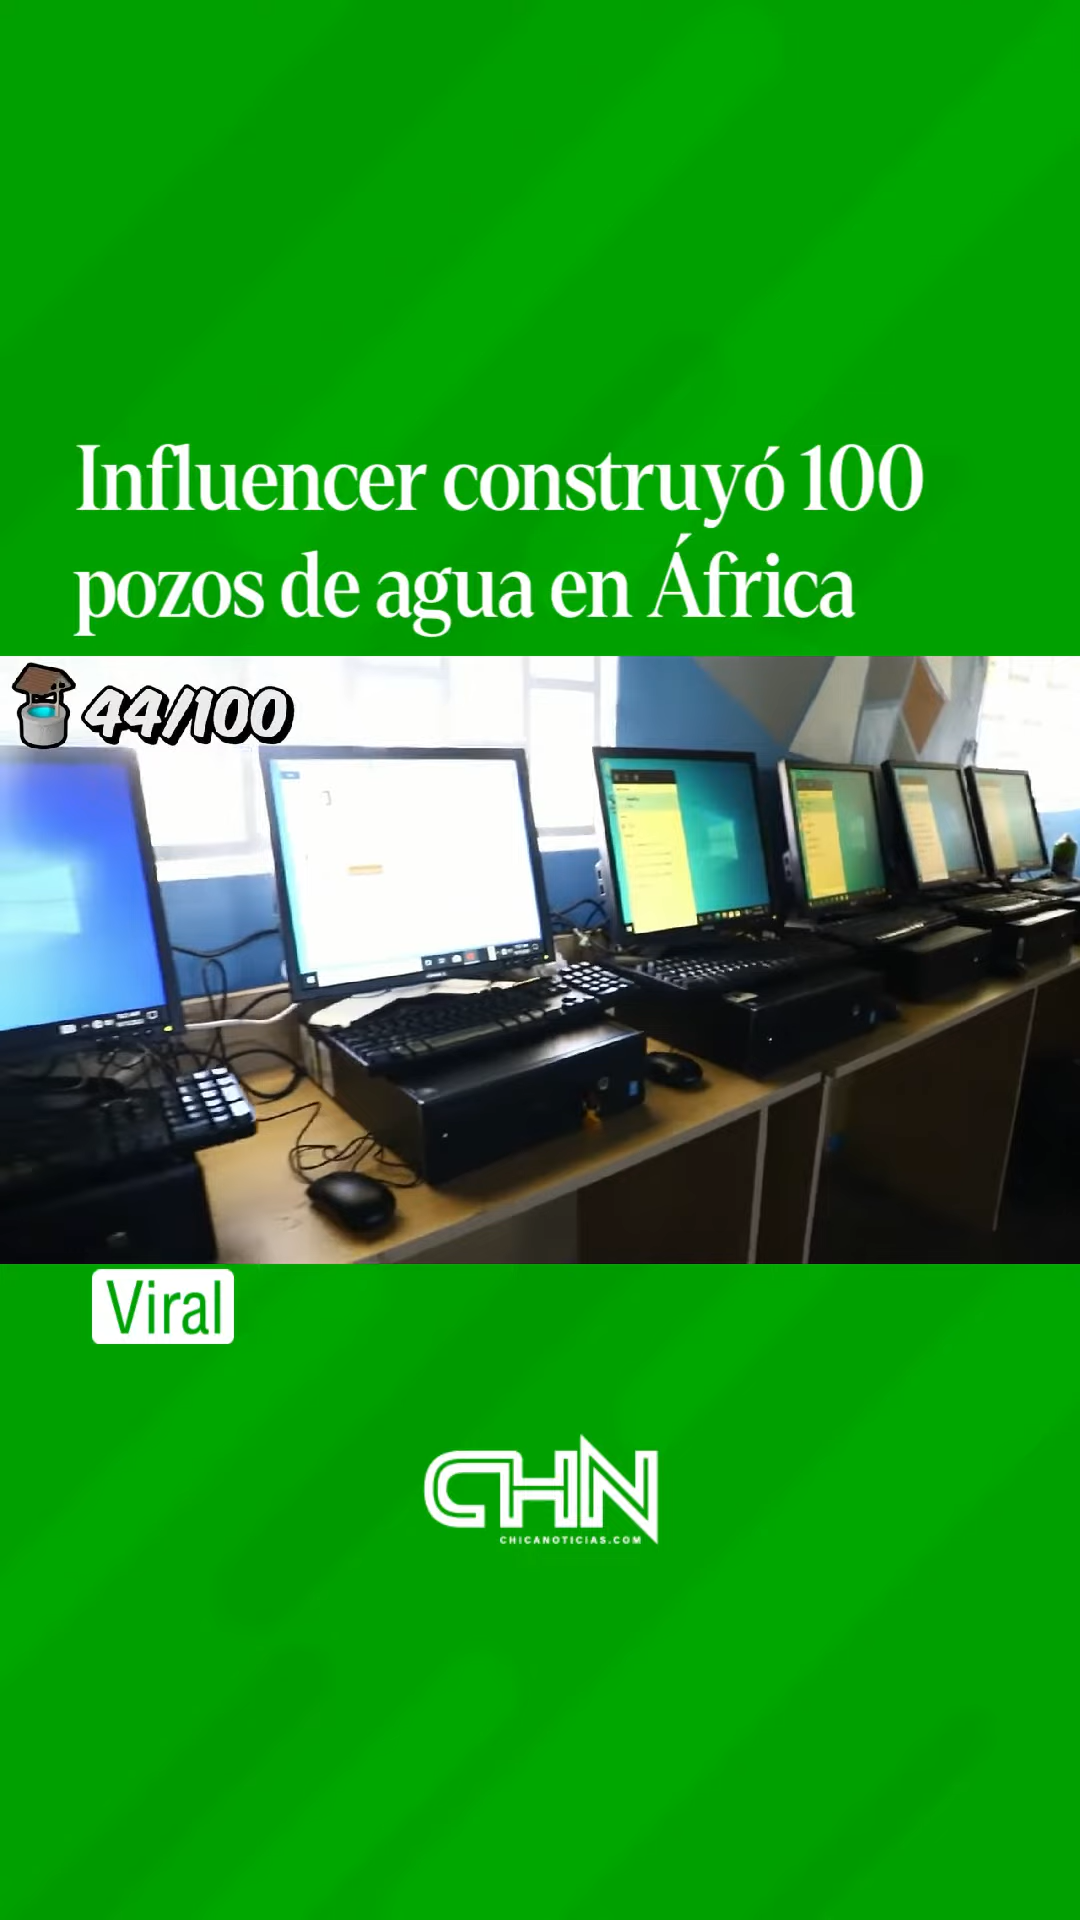 Influencer construyó 100
pozos de agua en África
44/100
Viral
CHN
CHICANOTICIAS.COM